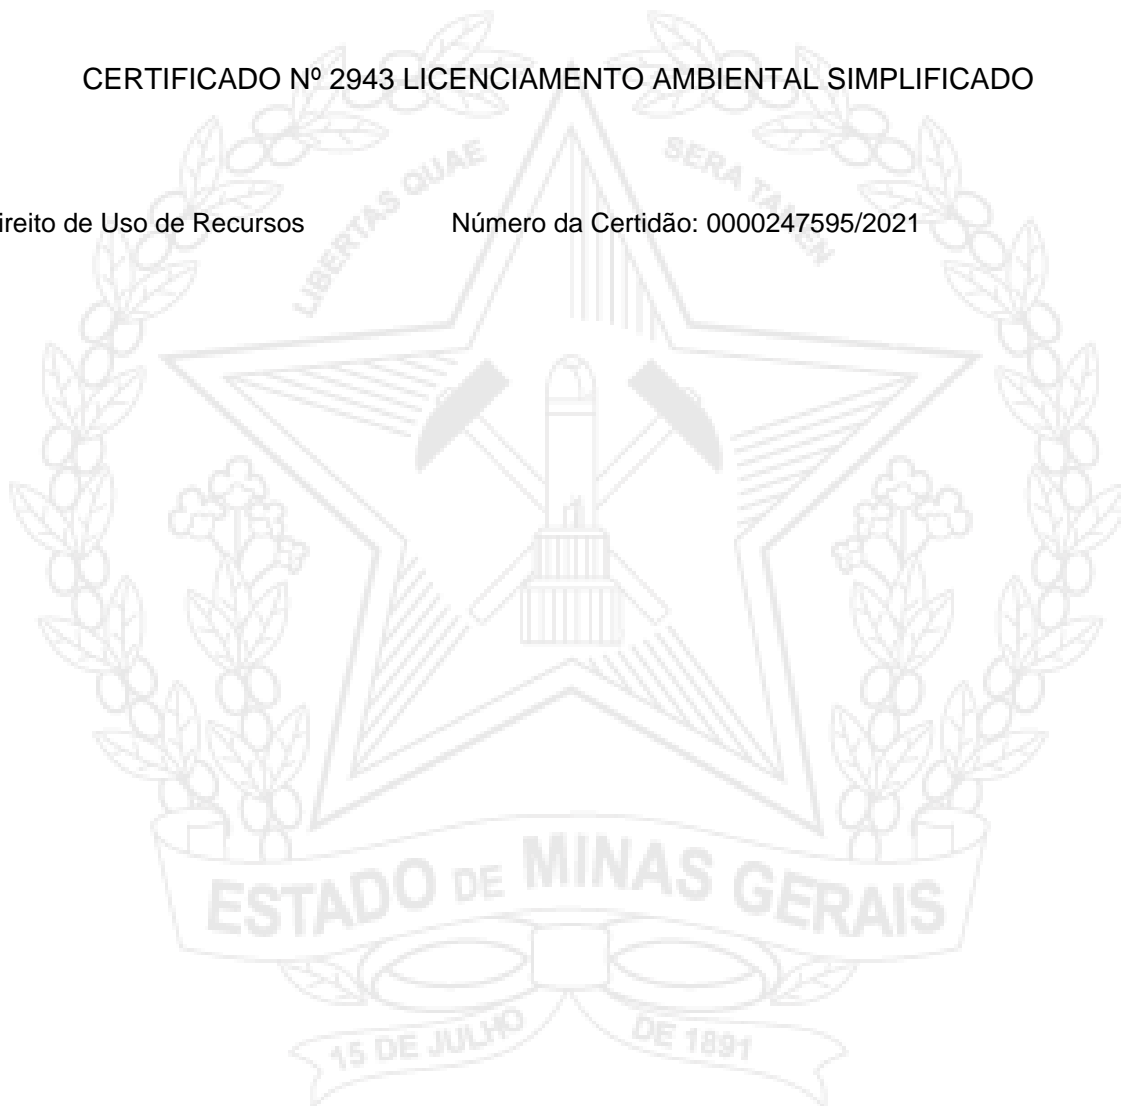 CERTIFICADO Nº 2943 LICENCIAMENTO AMBIENTAL SIMPLIFICADO
LIBERTAS QUAE SERA TAMEN
ireito de Uso de Recursos Número da Certidão: 0000247595/2021
ESTADO DE MINAS GERAIS
15 DE JULHO DE 1891